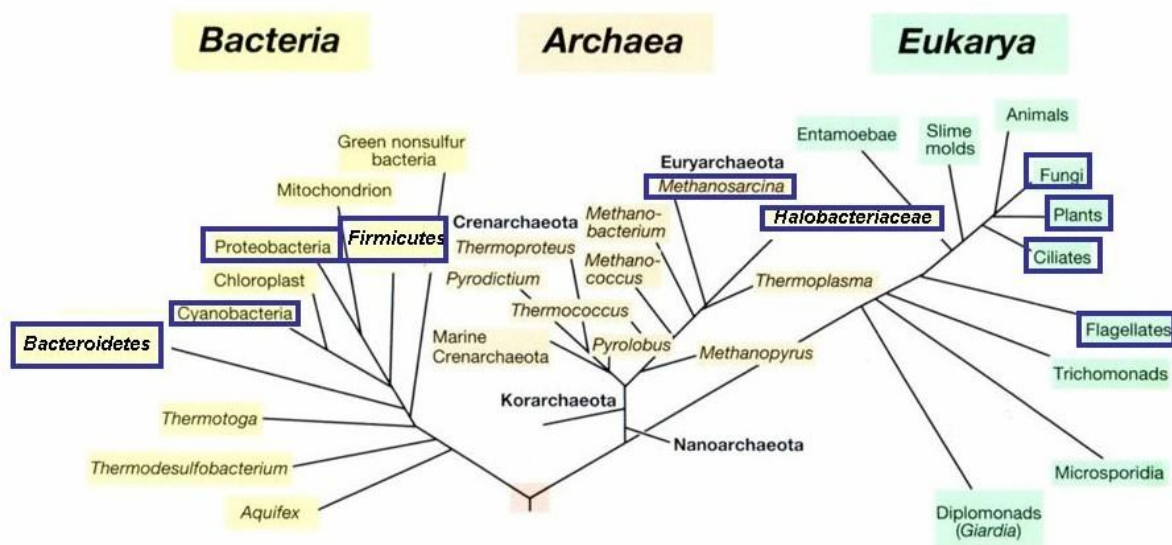 Bacteria
Archaea
Eukarya
Green nonsulfur
bacteria
Mitochondrion
Proteobacteria
Firmicutes
Chloroplast
Cyanobacteria
Bacteroidetes
Thermotoga
Thermodesulfobacterium
Aquifex
Crenarchaeota
Thermoproteus
Pyrodictium
Thermococcus
Marine
Crenarchaeota
Pyrolobus
Korarchaeota
Nanoarchaeota
Euryarchaeota
Methanosarcina
Methano-
bacterium
Methano-
coccus
Halobacteriaceae
Thermoplasma
Methanopyrus
Entamoebae
Slime
molds
Animals
Fungi
Plants
Ciliates
Flagellates
Trichomonads
Microsporidia
Diplomonads
(Giardia)